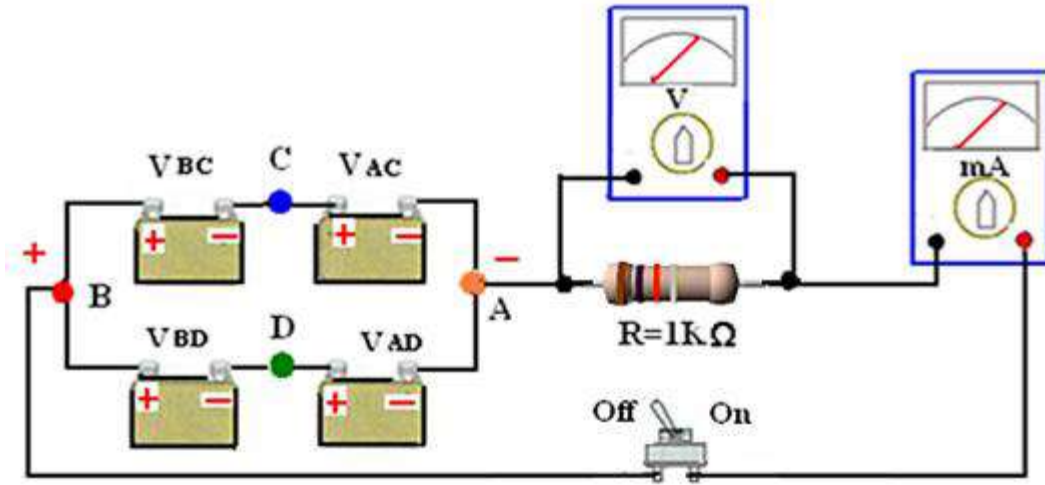 V
mA
VBC
C
VAC
+ −
+ −
+
B
−
A
VBD
D
VAD
+ −
+ −
R=1KΩ
Off On